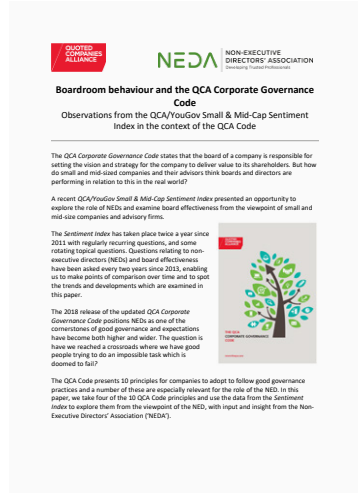 QUOTED
COMPANIES
ALLIANCE
NEDA
NON-EXECUTIVE
DIRECTORS' ASSOCIATION
Developing Trusted Professionals
Boardroom behaviour and the QCA Corporate Governance
Code
Observations from the QCA/YouGov Small & Mid-Cap Sentiment
Index in the context of the QCA Code
The QCA Corporate Governance Code states that the board of a company is responsible for
setting the vision and strategy for the company to deliver value to its shareholders. But how
do small and mid-sized companies and their advisors think boards and directors are
performing in relation to this in the real world?
A recent QCA/YouGov Small & Mid-Cap Sentiment Index presented an opportunity to
explore the role of NEDs and examine board effectiveness from the viewpoint of small and
mid-size companies and advisory firms.
The Sentiment Index has taken place twice a year since
2011 with regularly recurring questions, and some
rotating topical questions. Questions relating to non-
executive directors (NEDs) and board effectiveness
have been asked every two years since 2013, enabling
us to make points of comparison over time and to spot
the trends and developments which are examined in
this paper.
The 2018 release of the updated QCA Corporate
Governance Code positions NEDs as one of the
cornerstones of good governance and expectations
have become both higher and wider. The question is
have we reached a crossroads where we have good
people trying to do an impossible task which is
doomed to fail?
QUOTED
COMPANIES
ALLIANCE
THE QCA
CORPORATE GOVERNANCE
CODE
The QCA Code presents 10 principles for companies to adopt to follow good governance
practices and a number of these are especially relevant for the role of the NED. In this
paper, we take four of the 10 QCA Code principles and use the data from the Sentiment
Index to explore them from the viewpoint of the NED, with input and insight from the Non-
Executive Directors' Association ('NEDA').